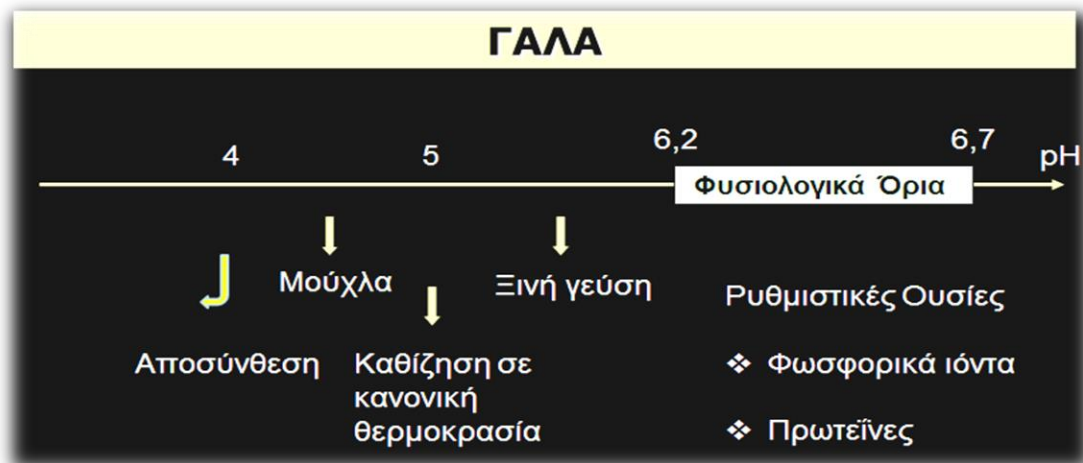 ΓΑΛΑ
4
5
6,2
6,7
pH
Φυσιολογικά Όρια
Μούχλα
Ξινή γεύση
Ρυθμιστικές Ουσίες
Αποσύνθεση
Καθίζηση σε
κανονική
θερμοκρασία
❖ Φωσφορικά ιόντα
❖ Πρωτεΐνες